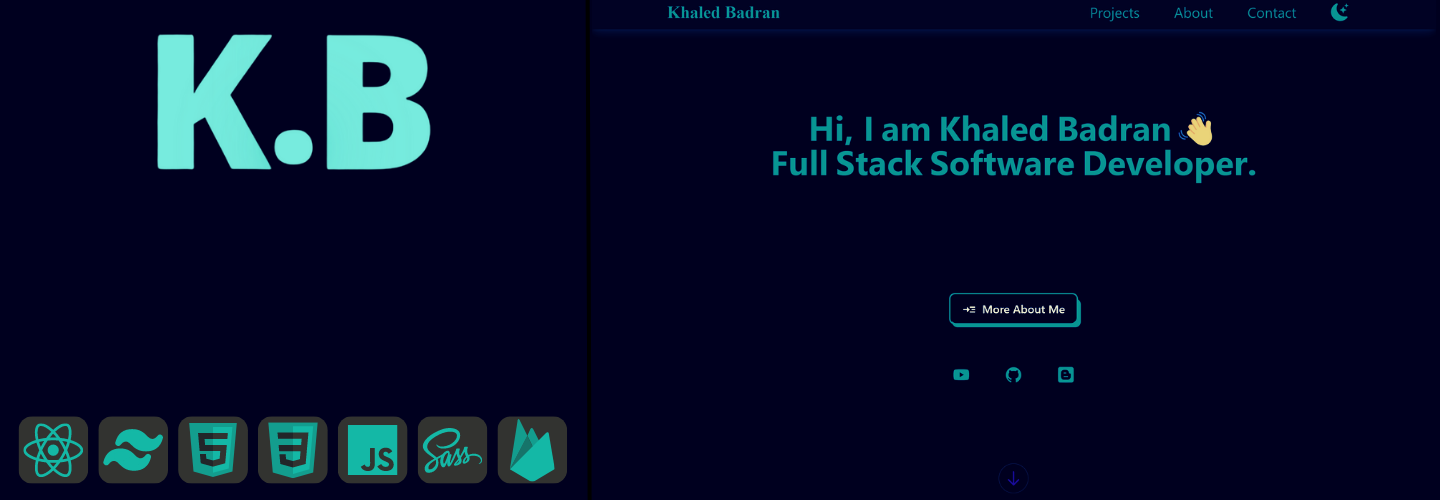 K.B
JS
Sass
Khaled Badran
Projects
About
Contact
Hi, I am Khaled Badran
Full Stack Software Developer.
More About Me